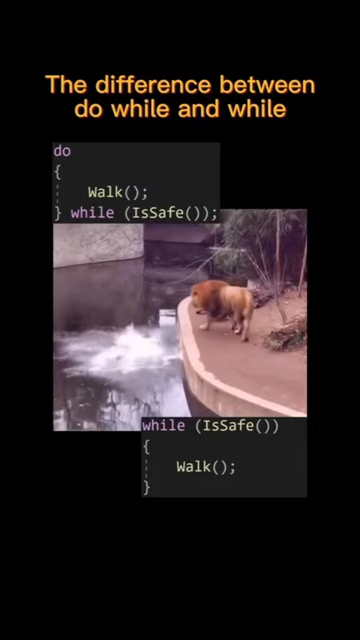 The difference between
do while and while
do
{
Walk();
} while (IsSafe());
while (IsSafe())
{
Walk();
}